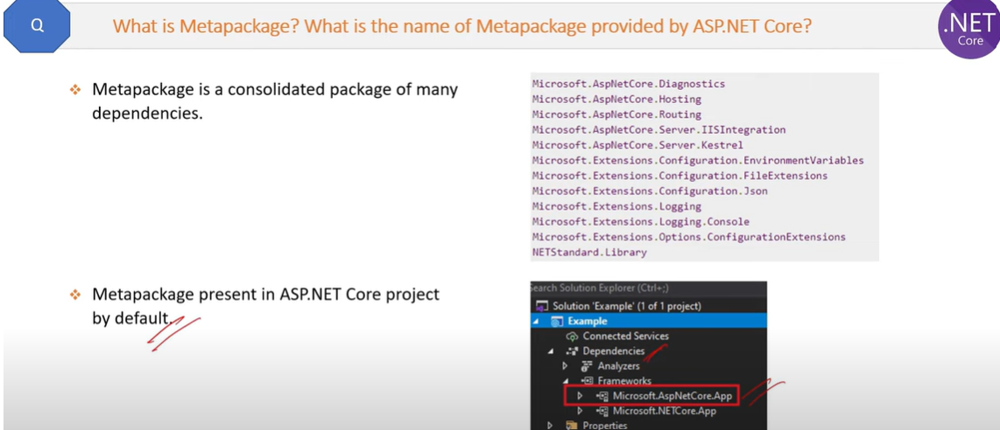 Q
What is Metapackage? What is the name of Metapackage provided by ASP.NET Core?
.NET
Core
❖ Metapackage is a consolidated package of many
dependencies.
Microsoft.AspNetCore.Diagnostics
Microsoft.AspNetCore.Hosting
Microsoft.AspNetCore.Routing
Microsoft.AspNetCore.Server.IISIntegration
Microsoft.AspNetCore.Server.Kestrel
Microsoft.Extensions.Configuration.EnvironmentVariables
Microsoft.Extensions.Configuration.FileExtensions
Microsoft.Extensions.Configuration.Json
Microsoft.Extensions.Logging
Microsoft.Extensions.Logging.Console
Microsoft.Extensions.Options.ConfigurationExtensions
NETStandard.Library
❖ Metapackage present in ASP.NET Core project
by default.
Search Solution Explorer (Ctrl+;)
Solution 'Example' (1 of 1 project)
Example
Connected Services
Dependencies
Analyzers
Frameworks
Microsoft.AspNetCore.App
Microsoft.NETCore.App
Properties